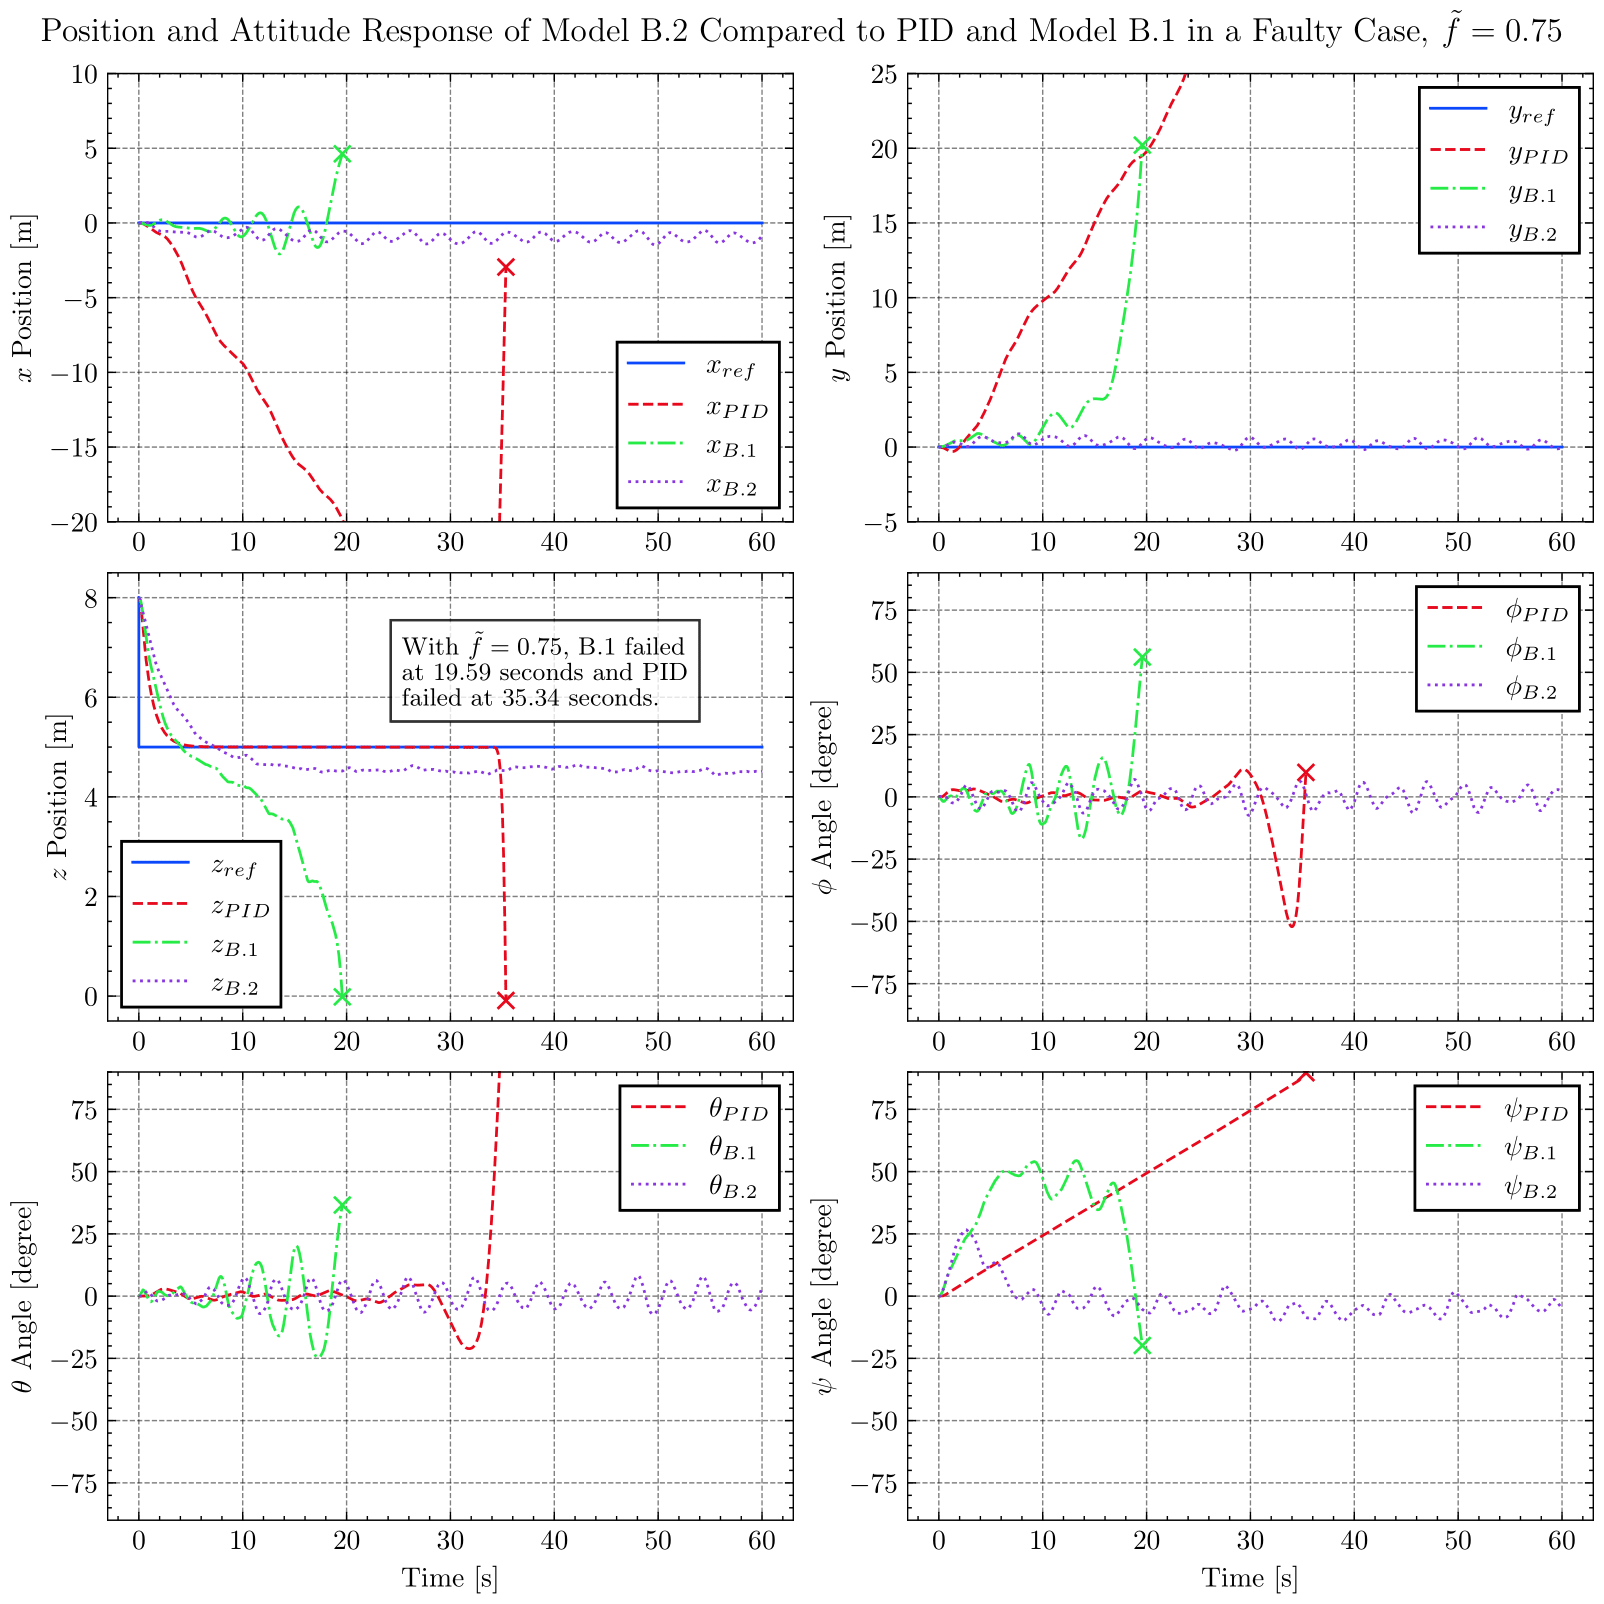 Position and Attitude Response of Model B.2 Compared to PID and Model B.1 in a Faulty Case, f̃ = 0.75
10
5
0
−5
−10
−15
−20
x Position [m]
x_ref
x_PID
x_B.1
x_B.2
0 10 20 30 40 50 60
25
20
15
10
5
0
−5
y Position [m]
y_ref
y_PID
y_B.1
y_B.2
0 10 20 30 40 50 60
8
6
4
2
0
z Position [m]
With f̃ = 0.75, B.1 failed
at 19.59 seconds and PID
failed at 35.34 seconds.
z_ref
z_PID
z_B.1
z_B.2
0 10 20 30 40 50 60
75
50
25
0
−25
−50
−75
ϕ Angle [degree]
ϕ_PID
ϕ_B.1
ϕ_B.2
0 10 20 30 40 50 60
75
50
25
0
−25
−50
−75
θ Angle [degree]
θ_PID
θ_B.1
θ_B.2
0 10 20 30 40 50 60
Time [s]
75
50
25
0
−25
−50
−75
ψ Angle [degree]
ψ_PID
ψ_B.1
ψ_B.2
0 10 20 30 40 50 60
Time [s]